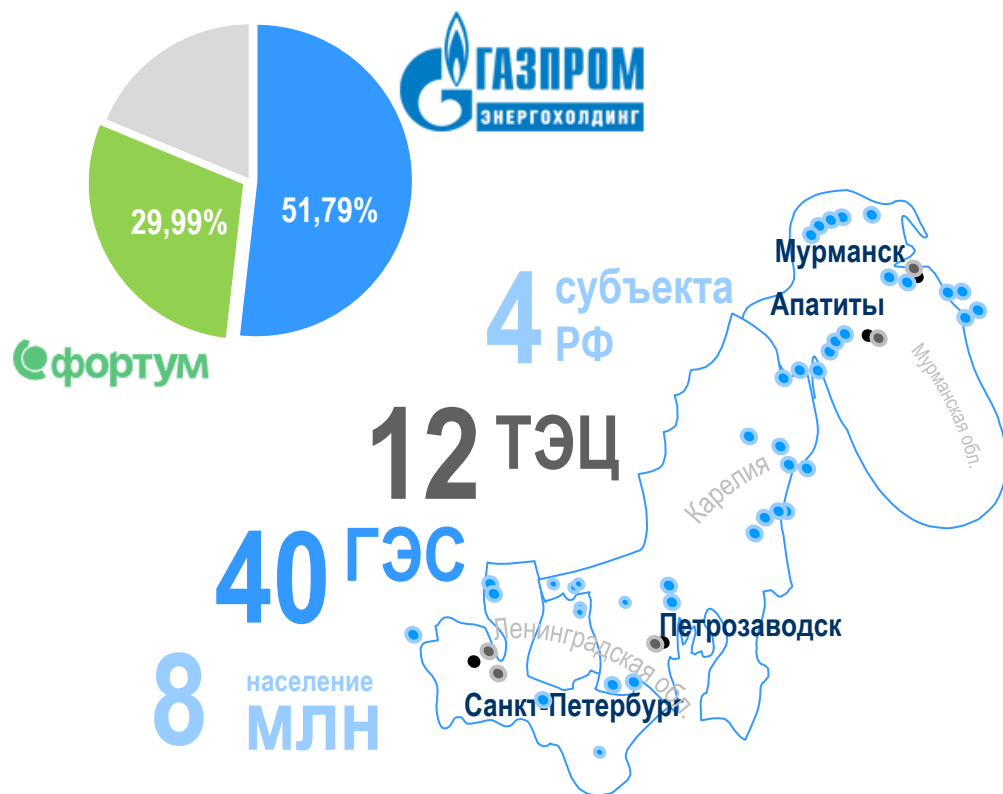 ГАЗПРОМ
ЭНЕРГОХОЛДИНГ
29,99%
51,79%
фортум
4 субъекта
РФ
12 ТЭЦ
40 ГЭС
8 население
МЛН
Мурманск
Апатиты
Мурманская обл.
Карелия
Петрозаводск
Ленинградская обл.
Санкт-Петербург